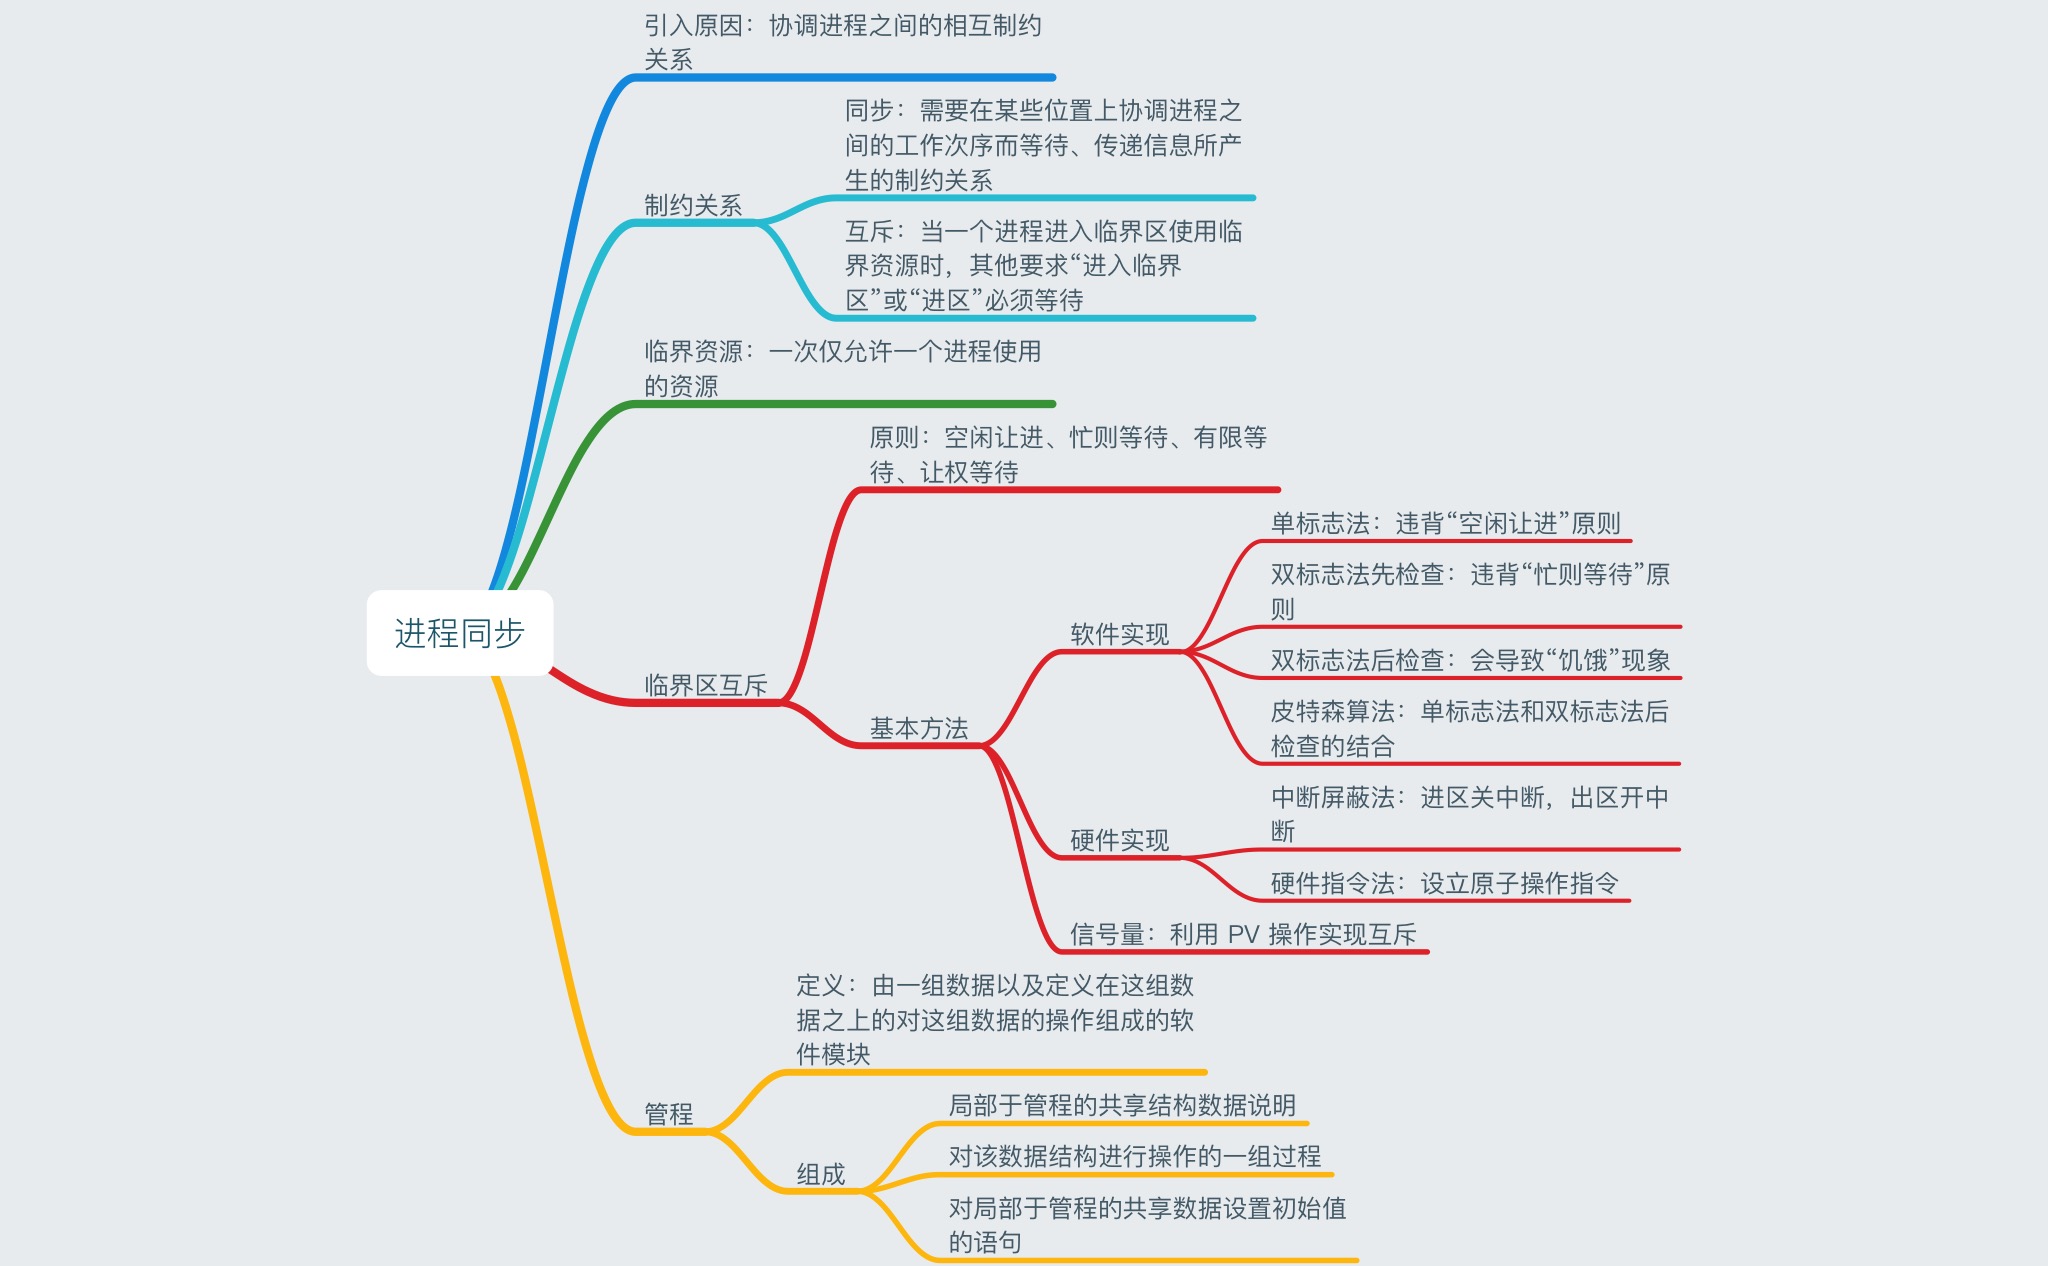 引入原因：协调进程之间的相互制约
关系
同步：需要在某些位置上协调进程之
间的工作次序而等待、传递信息所产
生的制约关系
制约关系
互斥：当一个进程进入临界区使用临
界资源时，其他要求“进入临界
区”或“进区”必须等待
临界资源：一次仅允许一个进程使用
的资源
原则：空闲让进、忙则等待、有限等
待、让权等待
单标志法：违背“空闲让进”原则
双标志法先检查：违背“忙则等待”原
则
软件实现
双标志法后检查：会导致“饥饿”现象
皮特森算法：单标志法和双标志法后
检查的结合
进程同步
临界区互斥
基本方法
中断屏蔽法：进区关中断，出区开中
断
硬件实现
硬件指令法：设立原子操作指令
信号量：利用 PV 操作实现互斥
定义：由一组数据以及定义在这组数
据之上的对这组数据的操作组成的软
件模块
管程
局部于管程的共享结构数据说明
对该数据结构进行操作的一组过程
组成
对局部于管程的共享数据设置初始值
的语句